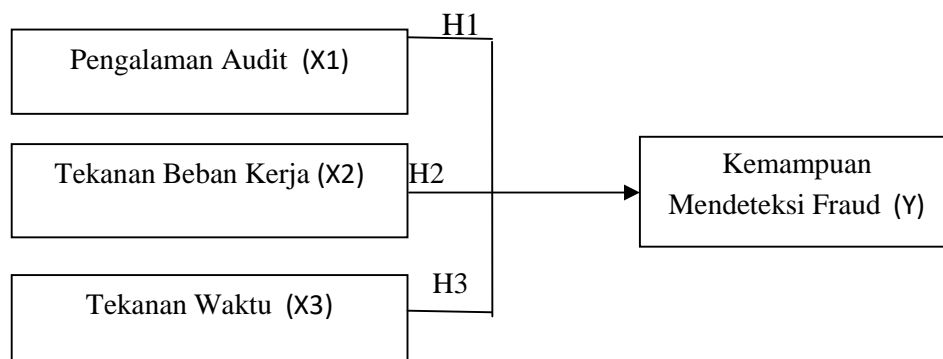 H1
Pengalaman Audit (X1)
Tekanan Beban Kerja (X2)
H2
Kemampuan
Mendeteksi Fraud (Y)
H3
Tekanan Waktu (X3)